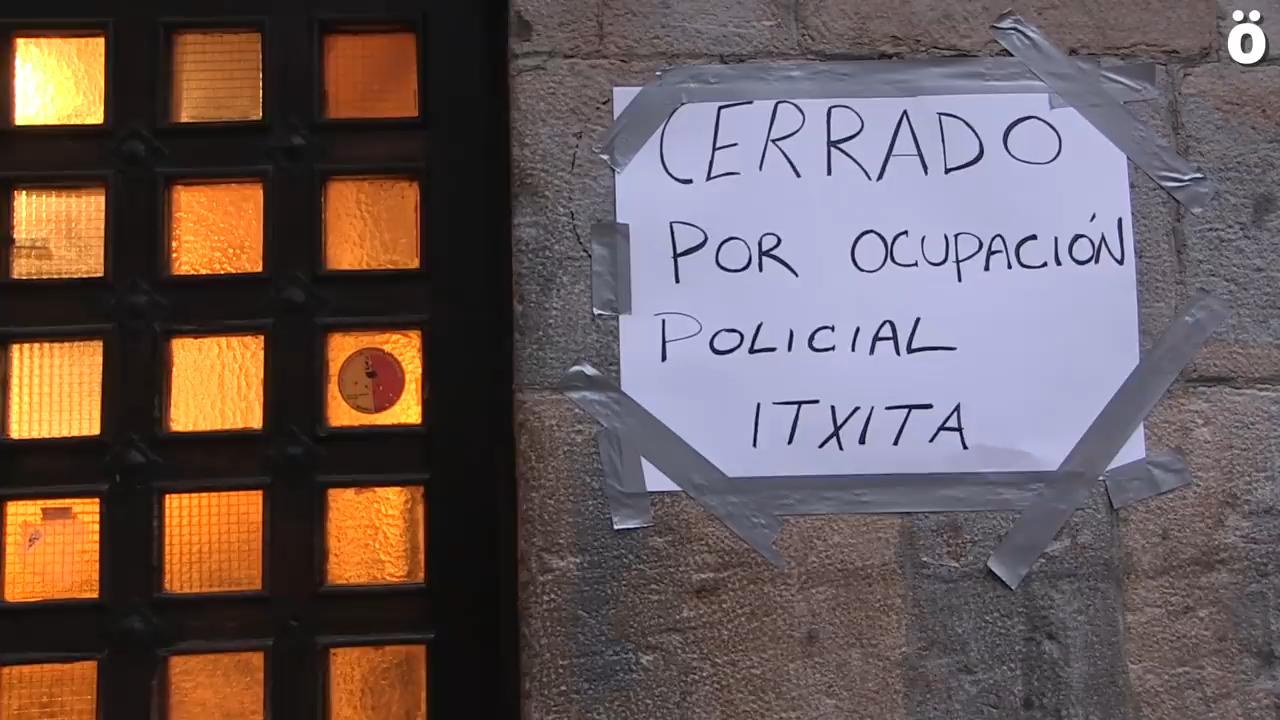 ö
CERRADO
POR OCUPACIÓN
POLICIAL
ITXITA